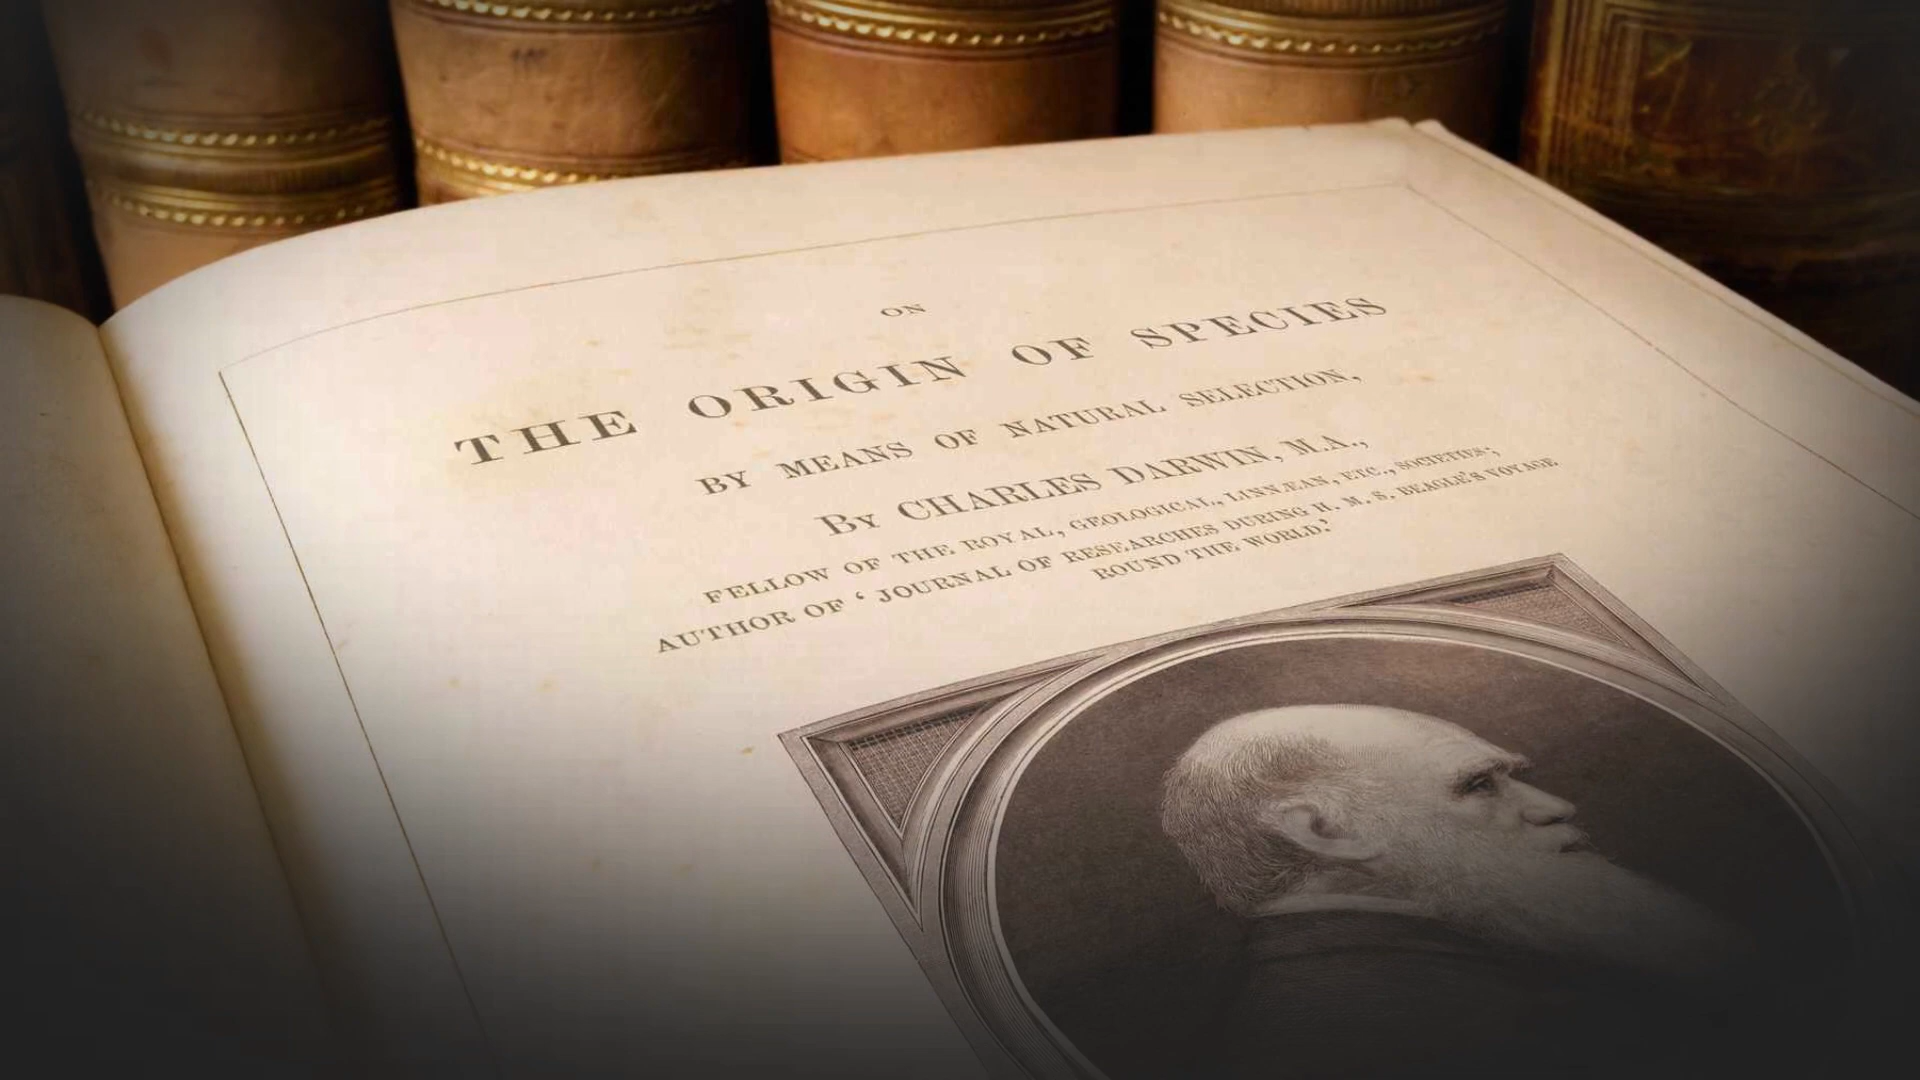 ON
THE ORIGIN OF SPECIES
BY MEANS OF NATURAL SELECTION,
BY CHARLES DARWIN, M.A.,
FELLOW OF THE ROYAL, GEOLOGICAL, LINNÆAN, ETC., SOCIETIES;
AUTHOR OF ‘JOURNAL OF RESEARCHES DURING H. M. S. BEAGLE'S VOYAGE
ROUND THE WORLD.’